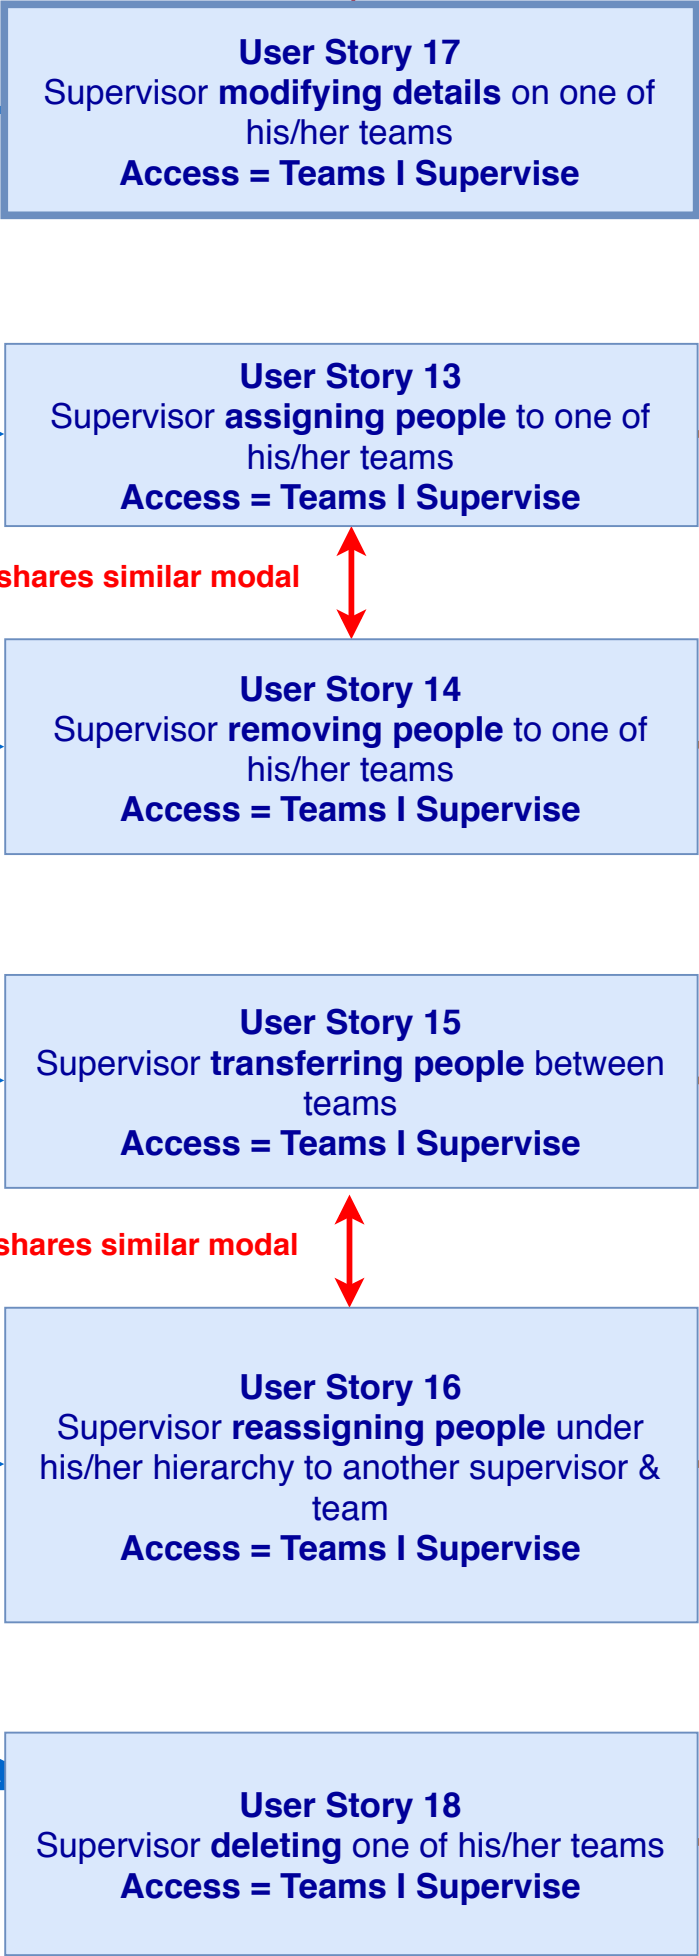 User Story 17
Supervisor modifying details on one of
his/her teams
Access = Teams I Supervise
User Story 13
Supervisor assigning people to one of
his/her teams
Access = Teams I Supervise
shares similar modal
User Story 14
Supervisor removing people to one of
his/her teams
Access = Teams I Supervise
User Story 15
Supervisor transferring people between
teams
Access = Teams I Supervise
shares similar modal
User Story 16
Supervisor reassigning people under
his/her hierarchy to another supervisor &
team
Access = Teams I Supervise
User Story 18
Supervisor deleting one of his/her teams
Access = Teams I Supervise